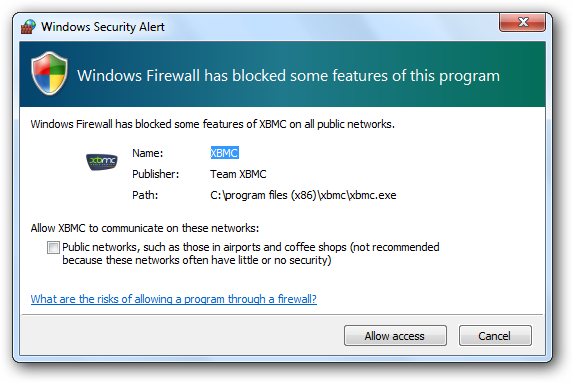 Windows Security Alert
Windows Firewall has blocked some features of this program
Windows Firewall has blocked some features of XBMC on all public networks.
xbmc
Name: XBMC
Publisher: Team XBMC
Path: C:\program files (x86)\xbmc\xbmc.exe
Allow XBMC to communicate on these networks:
Public networks, such as those in airports and coffee shops (not recommended
because these networks often have little or no security)
What are the risks of allowing a program through a firewall?
Allow access Cancel